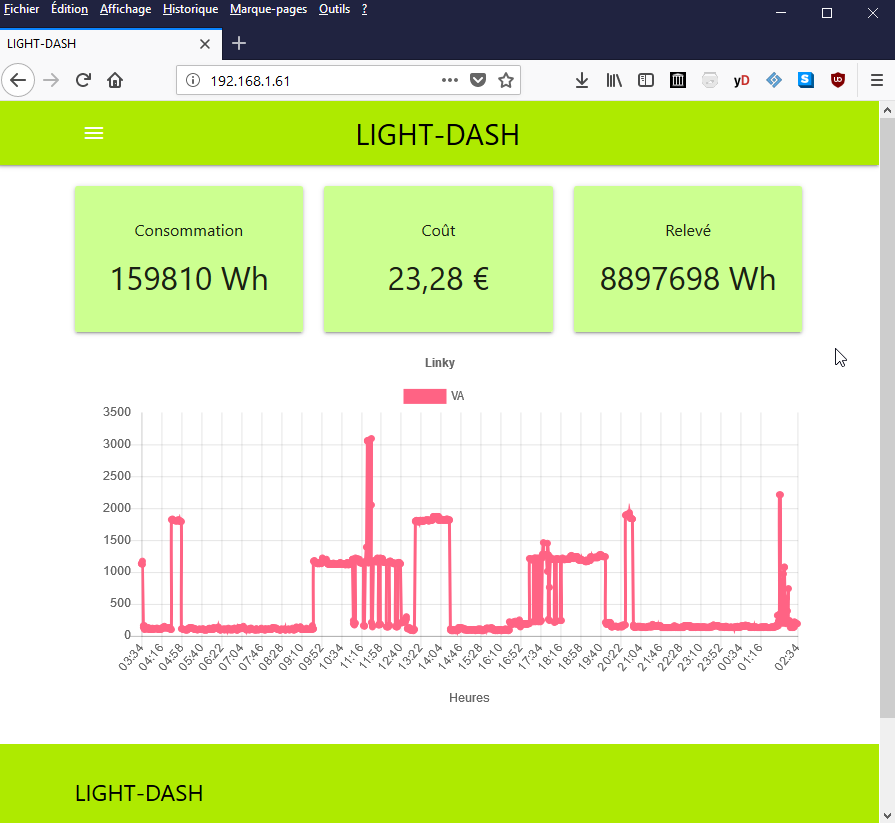 Fichier Édition Affichage Historique Marque-pages Outils ?
LIGHT-DASH
192.168.1.61
yD
S
LIGHT-DASH
Consommation
159810 Wh
Coût
23,28 €
Relevé
8897698 Wh
Linky
VA
3500
3000
2500
2000
1500
1000
500
0
03:34 04:16 04:58 05:40 06:22 07:04 07:46 08:28 09:10 09:52 10:34 11:16 11:58 12:40 13:22 14:04 14:46 15:28 16:10 16:52 17:34 18:16 18:58 19:40 20:22 21:04 21:46 22:28 23:10 23:52 00:34 01:16 02:34
Heures
LIGHT-DASH